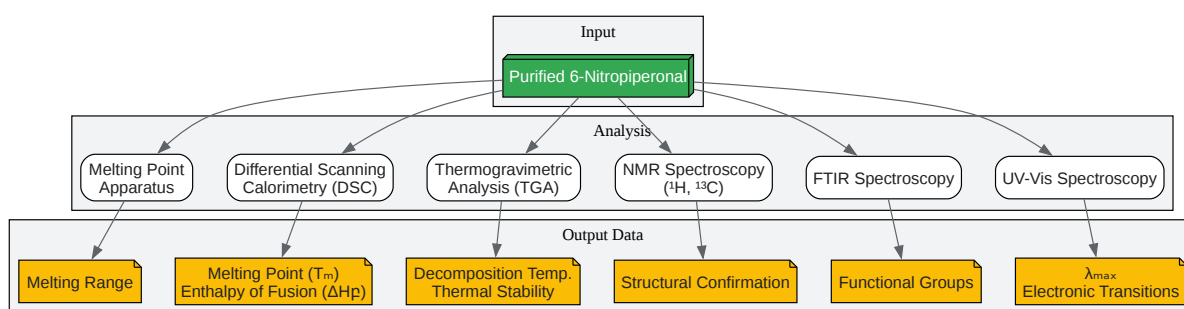 Input
Purified 6-Nitropiperonal
Analysis
Melting Point
Apparatus
Differential Scanning
Calorimetry (DSC)
Thermogravimetric
Analysis (TGA)
NMR Spectroscopy
(¹H, ¹³C)
FTIR Spectroscopy
UV-Vis Spectroscopy
Output Data
Melting Range
Melting Point (Tₘ)
Enthalpy of Fusion (ΔHբ)
Decomposition Temp.
Thermal Stability
Structural Confirmation
Functional Groups
λₘₐₓ
Electronic Transitions